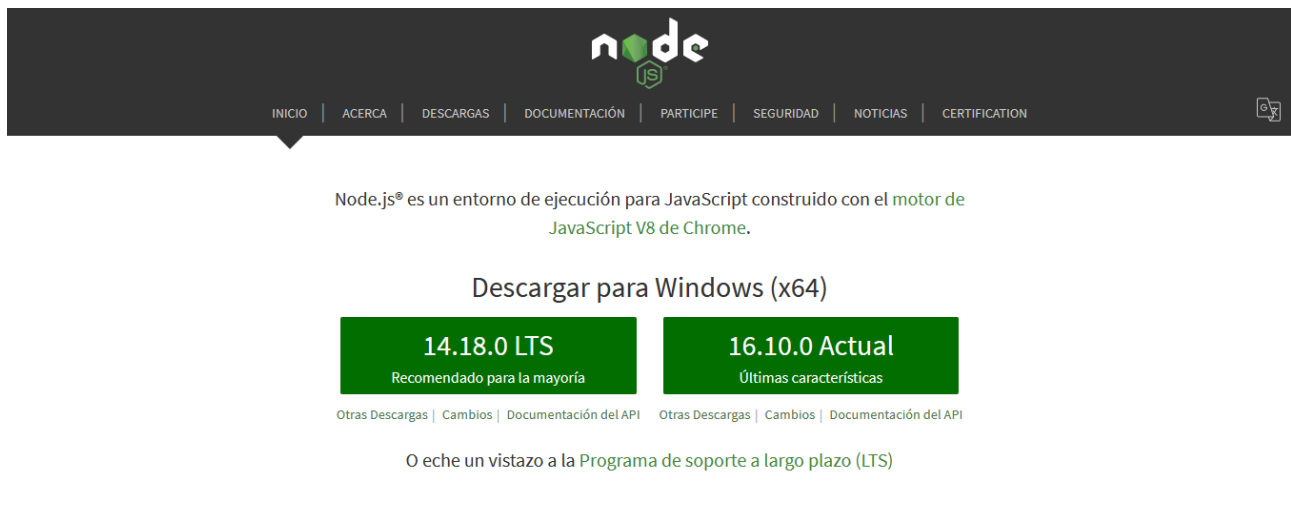 node
JS
INICIO | ACERCA | DESCARGAS | DOCUMENTACIÓN | PARTICIPE | SEGURIDAD | NOTICIAS | CERTIFICATION
Node.js® es un entorno de ejecución para JavaScript construido con el motor de
JavaScript V8 de Chrome.
Descargar para Windows (x64)
14.18.0 LTS
Recomendado para la mayoría
16.10.0 Actual
Últimas características
Otras Descargas | Cambios | Documentación del API
Otras Descargas | Cambios | Documentación del API
O eche un vistazo a la Programa de soporte a largo plazo (LTS)